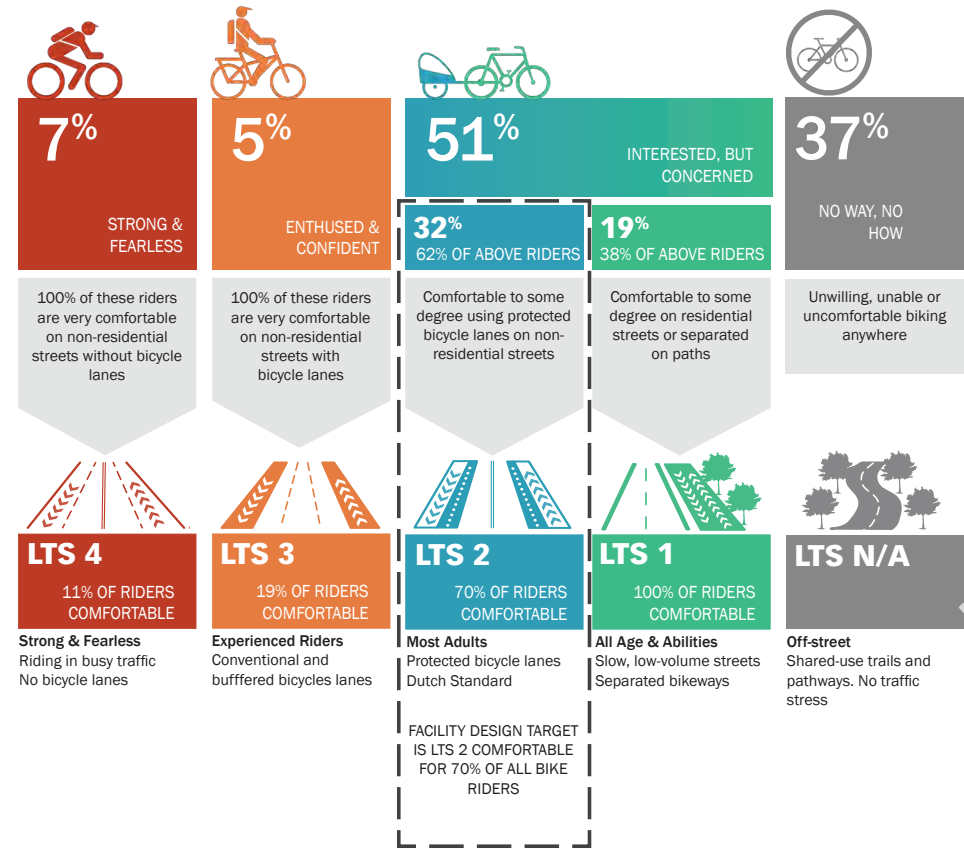 7%
STRONG &
FEARLESS
5%
ENTHUSED &
CONFIDENT
51%
INTERESTED, BUT
CONCERNED
32%
62% OF ABOVE RIDERS
19%
38% OF ABOVE RIDERS
37%
NO WAY, NO
HOW
100% of these riders
are very comfortable
on non-residential
streets without bicycle
lanes
100% of these riders
are very comfortable
on non-residential
streets with
bicycle lanes
Comfortable to some
degree using protected
bicycle lanes on non-
residential streets
Comfortable to some
degree on residential
streets or separated
on paths
Unwilling, unable or
uncomfortable biking
anywhere
LTS 4
11% OF RIDERS
COMFORTABLE
Strong & Fearless
Riding in busy traffic
No bicycle lanes
LTS 3
19% OF RIDERS
COMFORTABLE
Experienced Riders
Conventional and
bufffered bicycles lanes
LTS 2
70% OF RIDERS
COMFORTABLE
Most Adults
Protected bicycle lanes
Dutch Standard
FACILITY DESIGN TARGET
IS LTS 2 COMFORTABLE
FOR 70% OF ALL BIKE
RIDERS
LTS 1
100% OF RIDERS
COMFORTABLE
All Age & Abilities
Slow, low-volume streets
Separated bikeways
LTS N/A
Off-street
Shared-use trails and
pathways. No traffic
stress